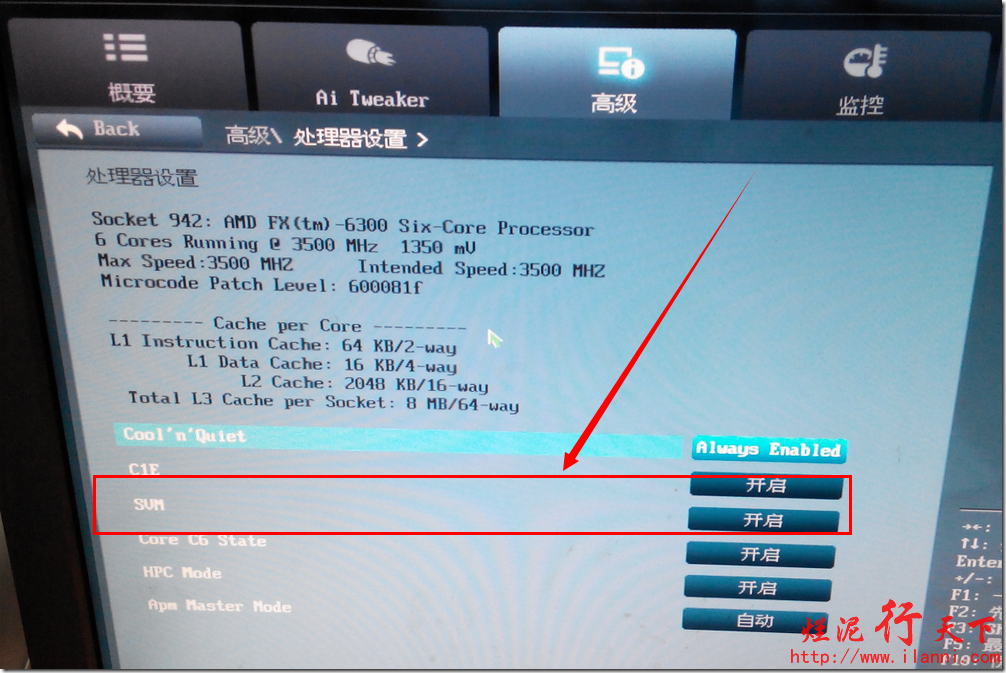 概要
Ai Tweaker
高级
监控
Back
高级\ 处理器设置 >
处理器设置
Socket 942: AMD FX(tm)-6300 Six-Core Processor
6 Cores Running @ 3500 MHz 1350 mV
Max Speed:3500 MHZ Intended Speed:3500 MHZ
Microcode Patch Level: 600081f
--------- Cache per Core ---------
L1 Instruction Cache: 64 KB/2-way
L1 Data Cache: 16 KB/4-way
L2 Cache: 2048 KB/16-way
Total L3 Cache per Socket: 8 MB/64-way
Cool'n'Quiet Always Enabled
C1E 开启
SVM 开启
Core C6 State 开启
HPC Mode 开启
Apm Master Mode 自动
→←:
↑↓:
Enter
+/-:
F1:
F2:
F3:
F5:
F10:
烂泥行天下
http://www.ilanni.com